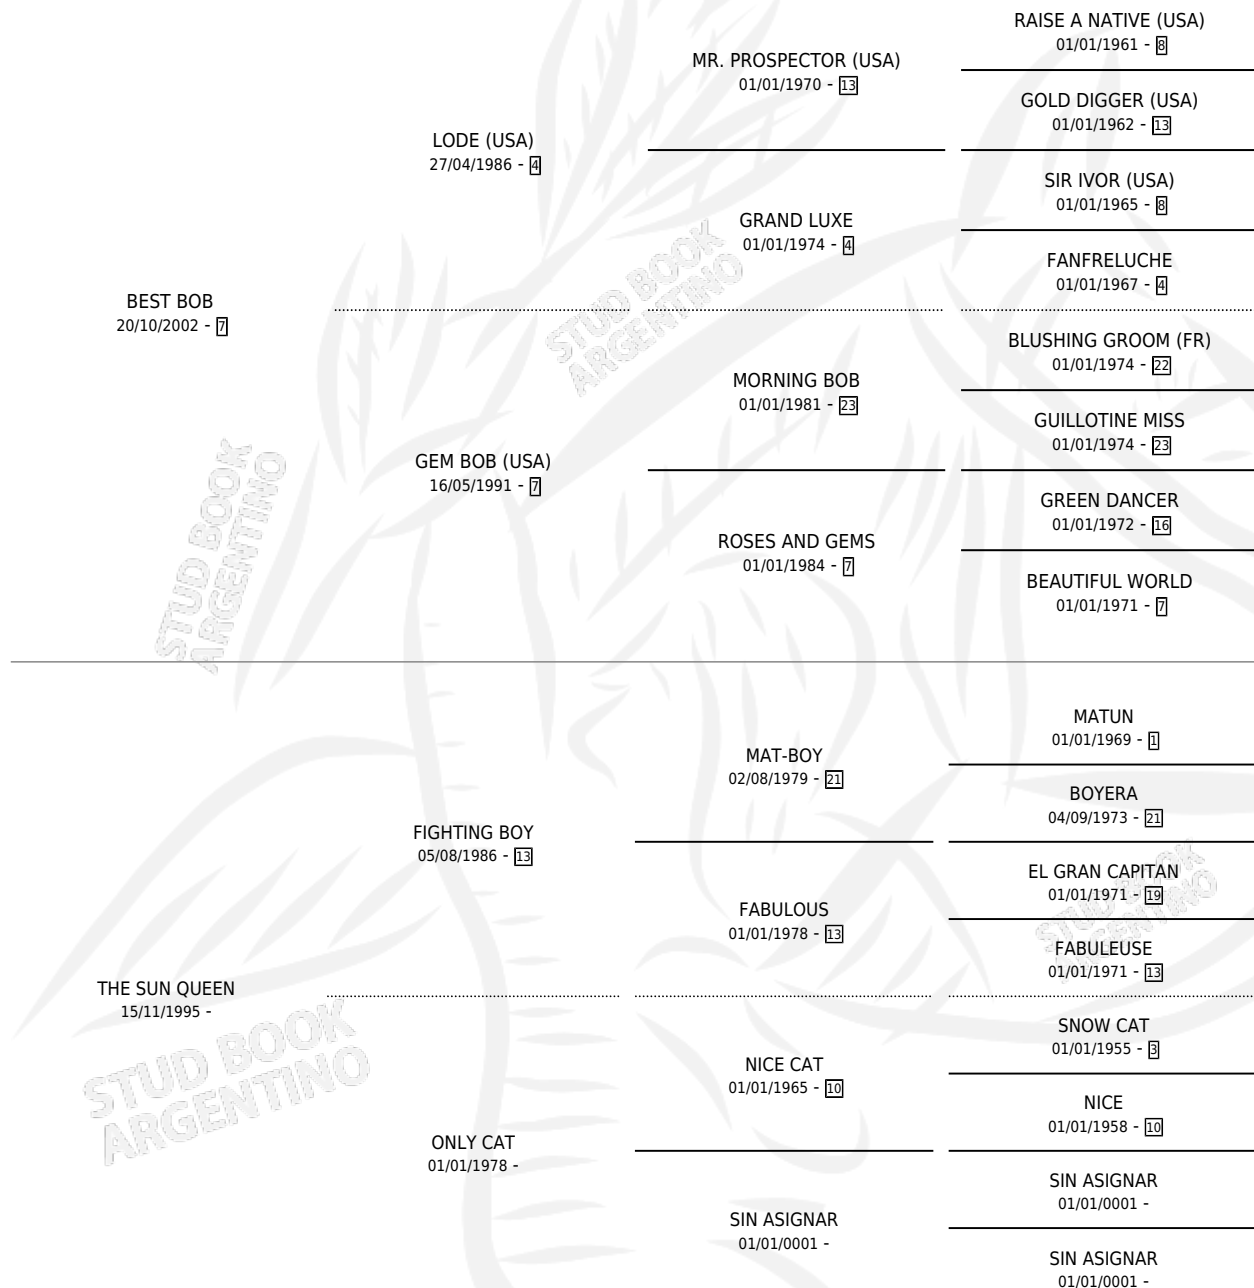 RAISE A NATIVE (USA)
01/01/1961 - 8
MR. PROSPECTOR (USA)
01/01/1970 - 13
GOLD DIGGER (USA)
01/01/1962 - 13
LODE (USA)
27/04/1986 - 4
SIR IVOR (USA)
01/01/1965 - 8
GRAND LUXE
01/01/1974 - 4
FANFRELUCHE
01/01/1967 - 4
BEST BOB
20/10/2002 - 7
BLUSHING GROOM (FR)
01/01/1974 - 22
MORNING BOB
01/01/1981 - 23
GUILLOTINE MISS
01/01/1974 - 23
GEM BOB (USA)
16/05/1991 - 7
GREEN DANCER
01/01/1972 - 16
ROSES AND GEMS
01/01/1984 - 7
BEAUTIFUL WORLD
01/01/1971 - 7
MATUN
01/01/1969 - 1
MAT-BOY
02/08/1979 - 21
BOYERA
04/09/1973 - 21
FIGHTING BOY
05/08/1986 - 13
EL GRAN CAPITAN
01/01/1971 - 19
FABULOUS
01/01/1978 - 13
FABULEUSE
01/01/1971 - 13
THE SUN QUEEN
15/11/1995 -
SNOW CAT
01/01/1955 - 3
NICE CAT
01/01/1965 - 10
NICE
01/01/1958 - 10
ONLY CAT
01/01/1978 -
SIN ASIGNAR
01/01/0001 -
SIN ASIGNAR
01/01/0001 -
SIN ASIGNAR
01/01/0001 -
STUD BOOK
ARGENTINO
STUD BOOK
ARGENTINO
STUD BOOK
ARGENTINO
STUD BOOK
ARGENTINO